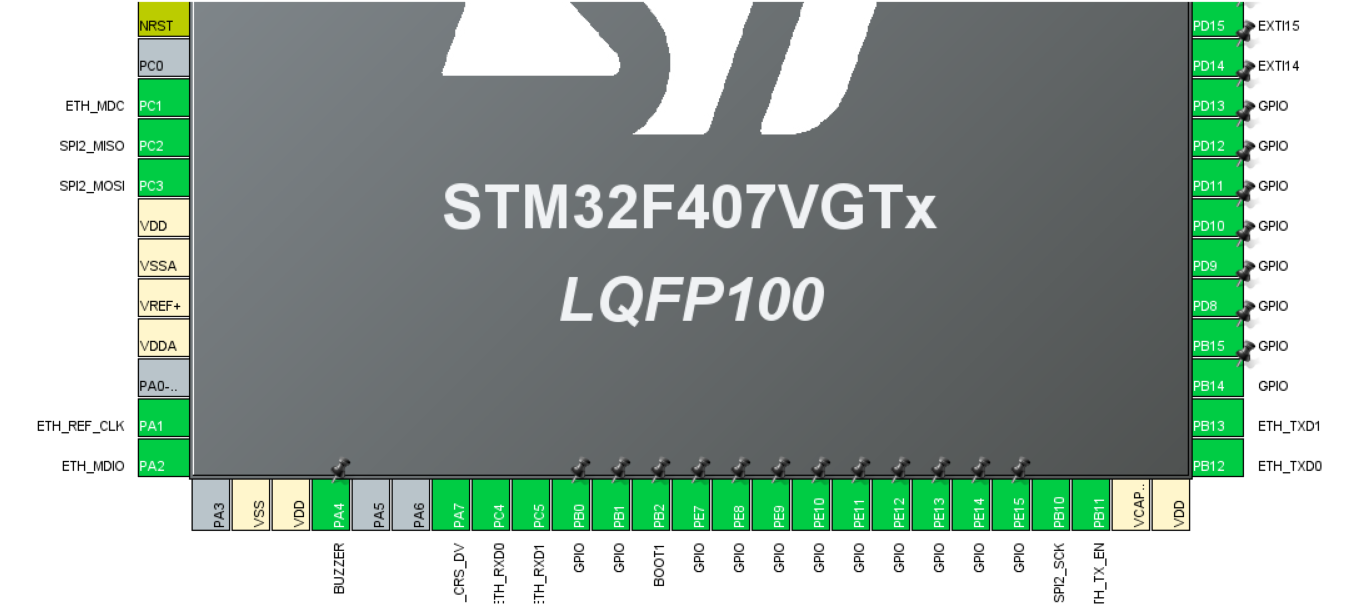 NRST
PC0
ETH_MDC PC1
SPI2_MISO PC2
SPI2_MOSI PC3
VDD
VSSA
VREF+
VDDA
PA0-..
ETH_REF_CLK PA1
ETH_MDIO PA2
STM32F407VGTx
LQFP100
PD15 EXTI15
PD14 EXTI14
PD13 GPIO
PD12 GPIO
PD11 GPIO
PD10 GPIO
PD9 GPIO
PD8 GPIO
PB15 GPIO
PB14 GPIO
PB13 ETH_TXD1
PB12 ETH_TXD0
PA3
VSS
VDD
PA4 BUZZER
PA5
PA6
PA7 _CRS_DV
PC4 ETH_RXD0
PC5 ETH_RXD1
PB0 GPIO
PB1 GPIO
PB2 BOOT1
PE7 GPIO
PE8 GPIO
PE9 GPIO
PE10 GPIO
PE11 GPIO
PE12 GPIO
PE13 GPIO
PE14 GPIO
PE15 GPIO
PB10 SPI2_SCK
PB11 TH_TX_EN
VCAP..
VDD